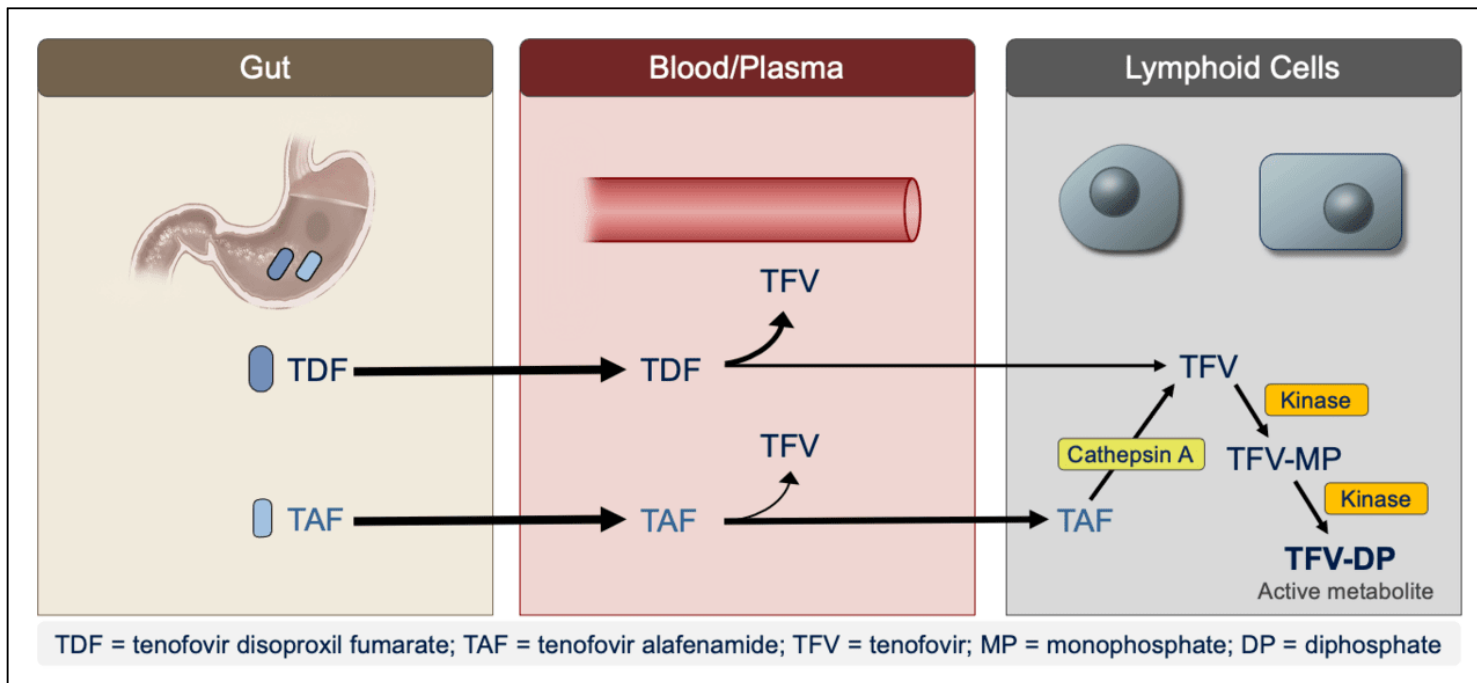 Gut
Blood/Plasma
Lymphoid Cells
TFV
TDF
TDF
TFV
Kinase
TFV
Cathepsin A
TFV-MP
Kinase
TAF
TAF
TAF
TFV-DP
Active metabolite
TDF = tenofovir disoproxil fumarate; TAF = tenofovir alafenamide; TFV = tenofovir; MP = monophosphate; DP = diphosphate